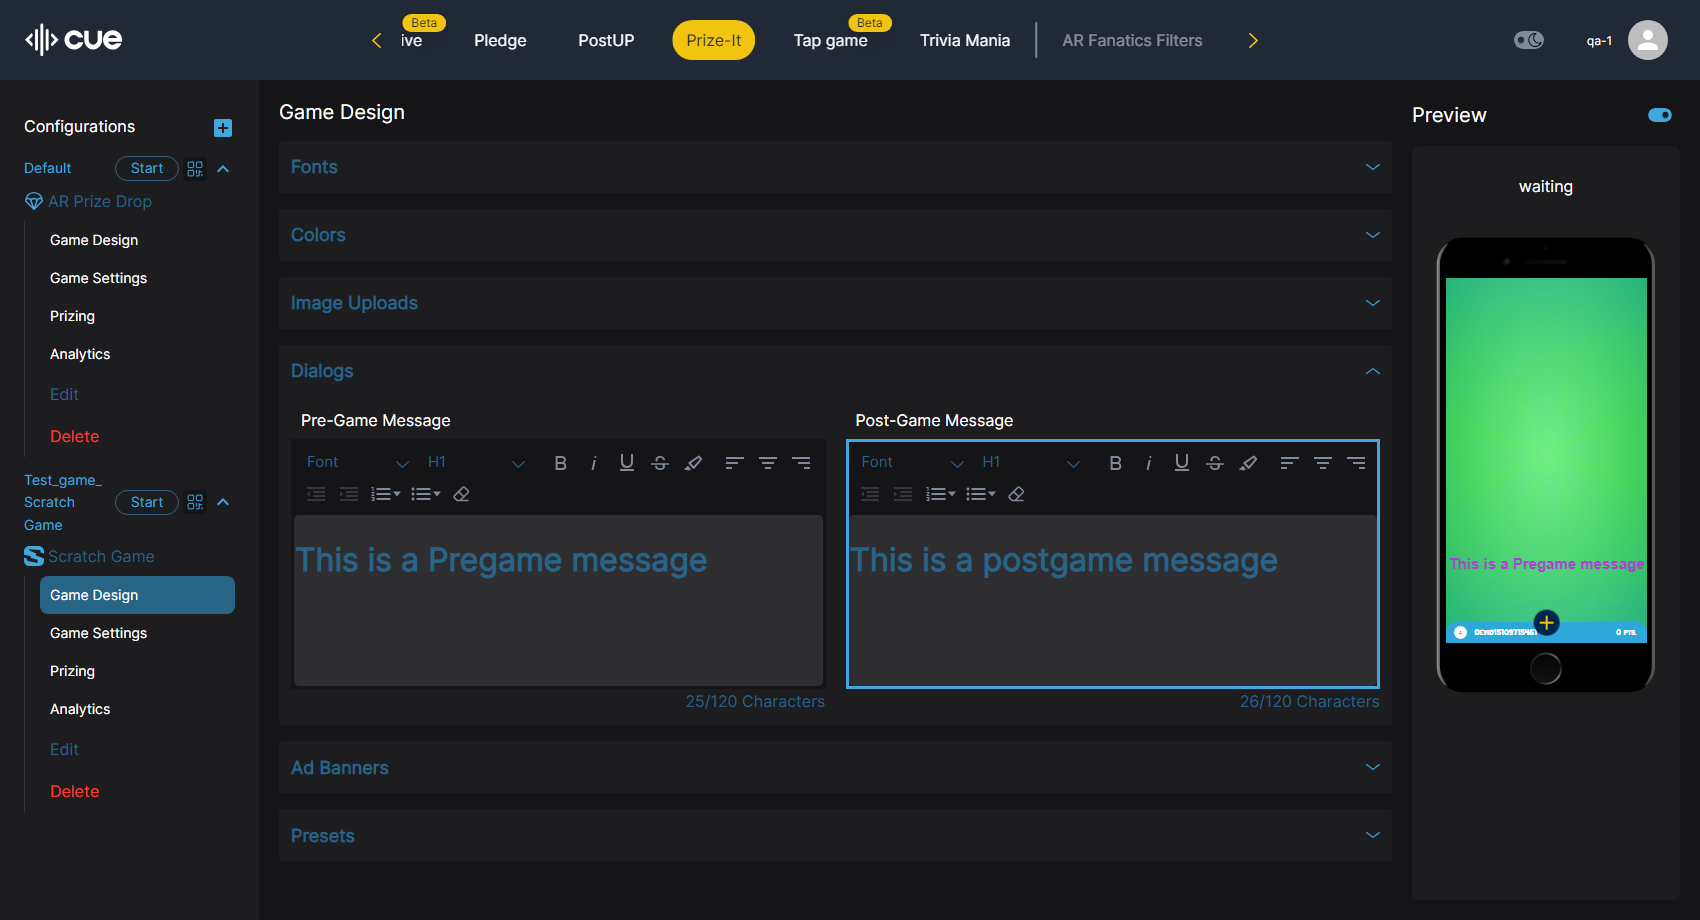 cue
Beta
ive
Pledge
PostUP
Prize-It
Beta
Tap game
Trivia Mania
AR Fanatics Filters
qa-1
Configurations
Default
Start
AR Prize Drop
Game Design
Game Settings
Prizing
Analytics
Edit
Delete
Test_game_
Scratch
Game
Start
Scratch Game
Game Design
Game Settings
Prizing
Analytics
Edit
Delete
Game Design
Fonts
Colors
Image Uploads
Dialogs
Pre-Game Message
Font
H1
B
i
U
S
This is a Pregame message
25/120 Characters
Post-Game Message
Font
H1
B
i
U
S
This is a postgame message
26/120 Characters
Ad Banners
Presets
Preview
waiting
This is a Pregame message
0 PTS.